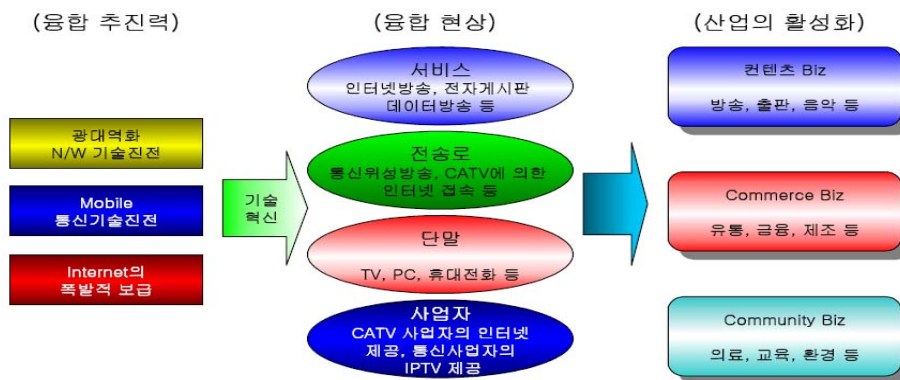 (융합 추진력)
(융합 현상)
(산업의 활성화)
광대역화
N/W 기술진전
Mobile
통신기술진전
Internet의
폭발적 보급
기술
혁신
서비스
인터넷방송, 전자게시판
데이터방송 등
전송로
통신위성방송, CATV에 의한
인터넷 접속 등
단말
TV, PC, 휴대전화 등
사업자
CATV 사업자의 인터넷
제공, 통신사업자의
IPTV 제공
컨텐츠 Biz
방송, 출판, 음악 등
Commerce Biz
유통, 금융, 제조 등
Community Biz
의료, 교육, 환경 등